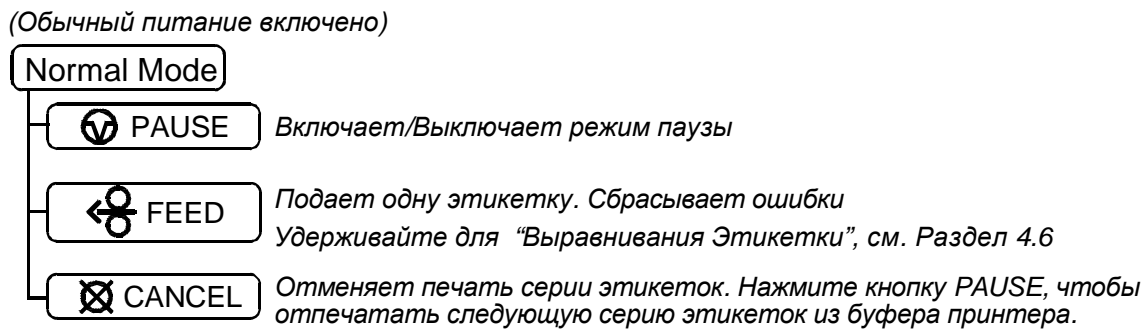 (Обычный питание включено)
Normal Mode
PAUSE Включает/Выключает режим паузы
FEED Подает одну этикетку. Сбрасывает ошибки
Удерживайте для “Выравнивания Этикетки”, см. Раздел 4.6
CANCEL Отменяет печать серии этикеток. Нажмите кнопку PAUSE, чтобы
отпечатать следующую серию этикеток из буфера принтера.